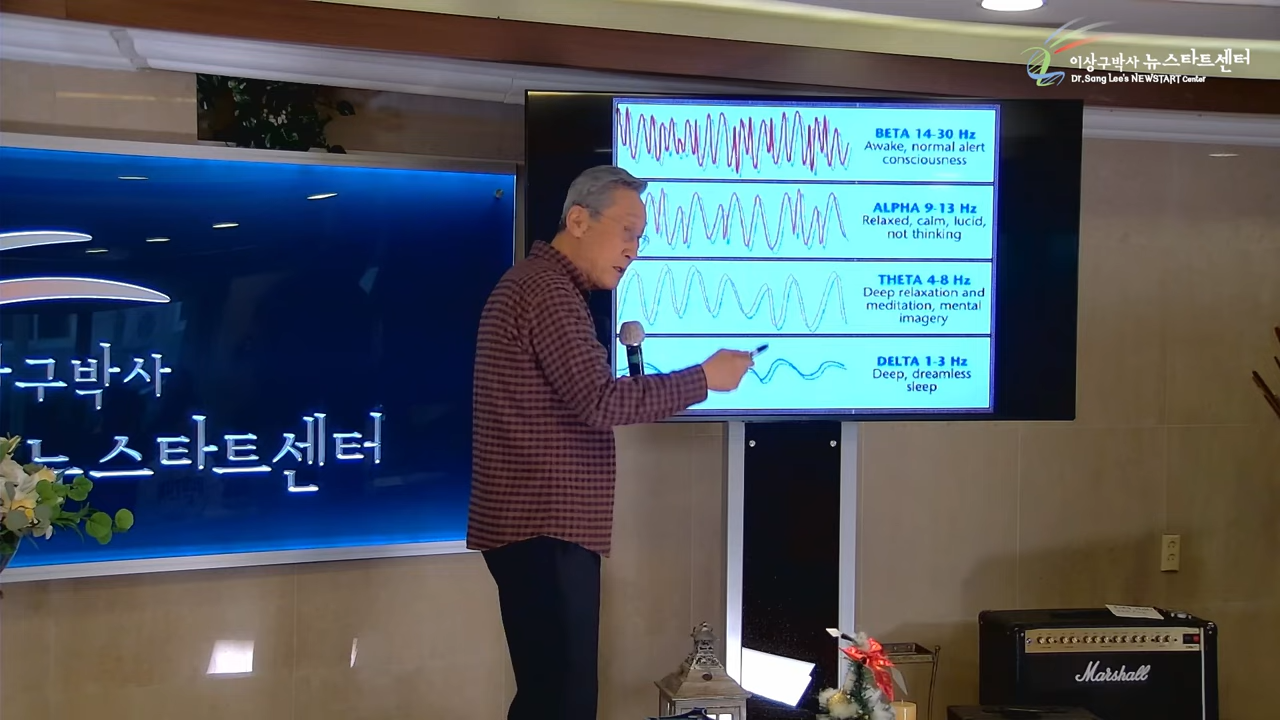 이상구박사 뉴스타트센터
Dr. Sang Lee's NEWSTART Center
BETA 14-30 Hz
Awake, normal alert
consciousness
ALPHA 9-13 Hz
Relaxed, calm, lucid,
not thinking
THETA 4-8 Hz
Deep relaxation and
meditation, mental
imagery
DELTA 1-3 Hz
Deep, dreamless
sleep
구박사
뉴스타트센터
Marshall